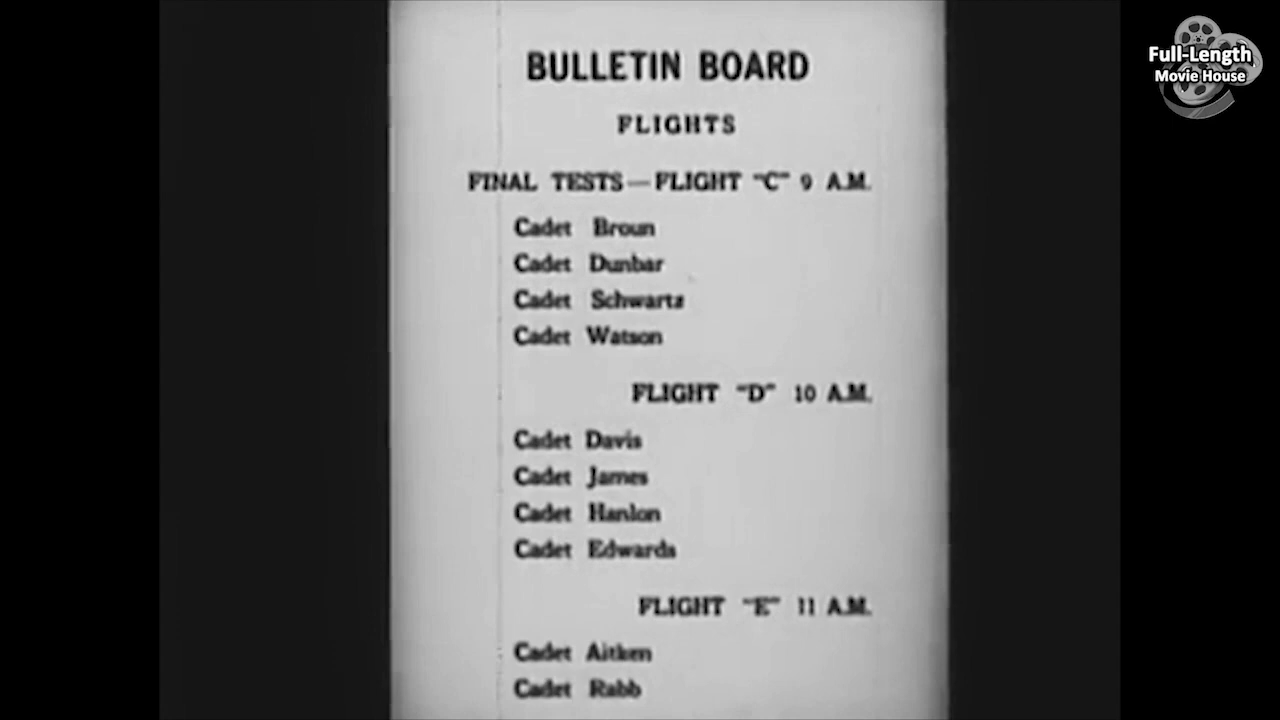 BULLETIN BOARD
FLIGHTS
FINAL TESTS—FLIGHT "C" 9 A.M.
Cadet Broun
Cadet Dunbar
Cadet Schwartz
Cadet Watson
FLIGHT "D" 10 A.M.
Cadet Davis
Cadet James
Cadet Hanlon
Cadet Edwards
FLIGHT "E" 11 A.M.
Cadet Aitken
Cadet Rabb
Full-Length
Movie House